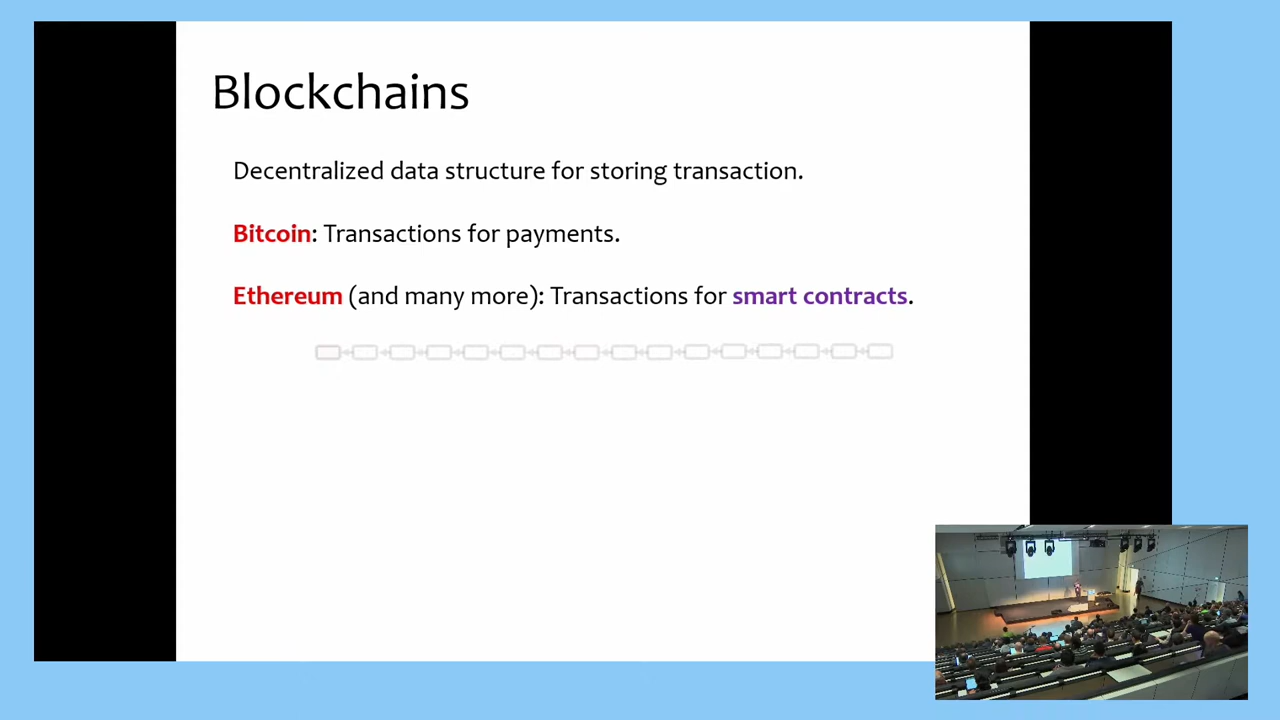 Blockchains
Decentralized data structure for storing transaction.
Bitcoin: Transactions for payments.
Ethereum (and many more): Transactions for smart contracts.